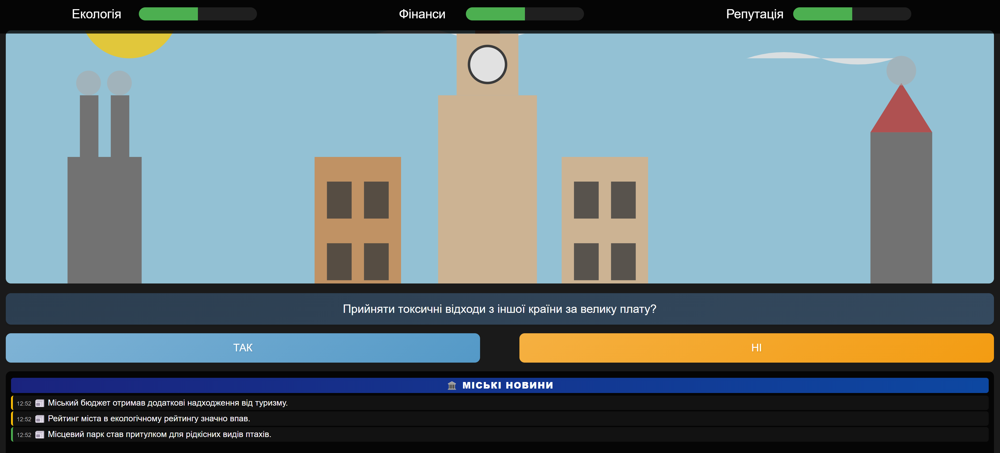 Екологія
Фінанси
Репутація
Прийняти токсичні відходи з іншої країни за велику плату?
ТАК
НІ
🏛️ МІСЬКІ НОВИНИ
12:52 📰 Міський бюджет отримав додаткові надходження від туризму.
12:52 📰 Рейтинг міста в екологічному рейтингу значно впав.
12:52 📰 Місцевий парк став притулком для рідкісних видів птахів.